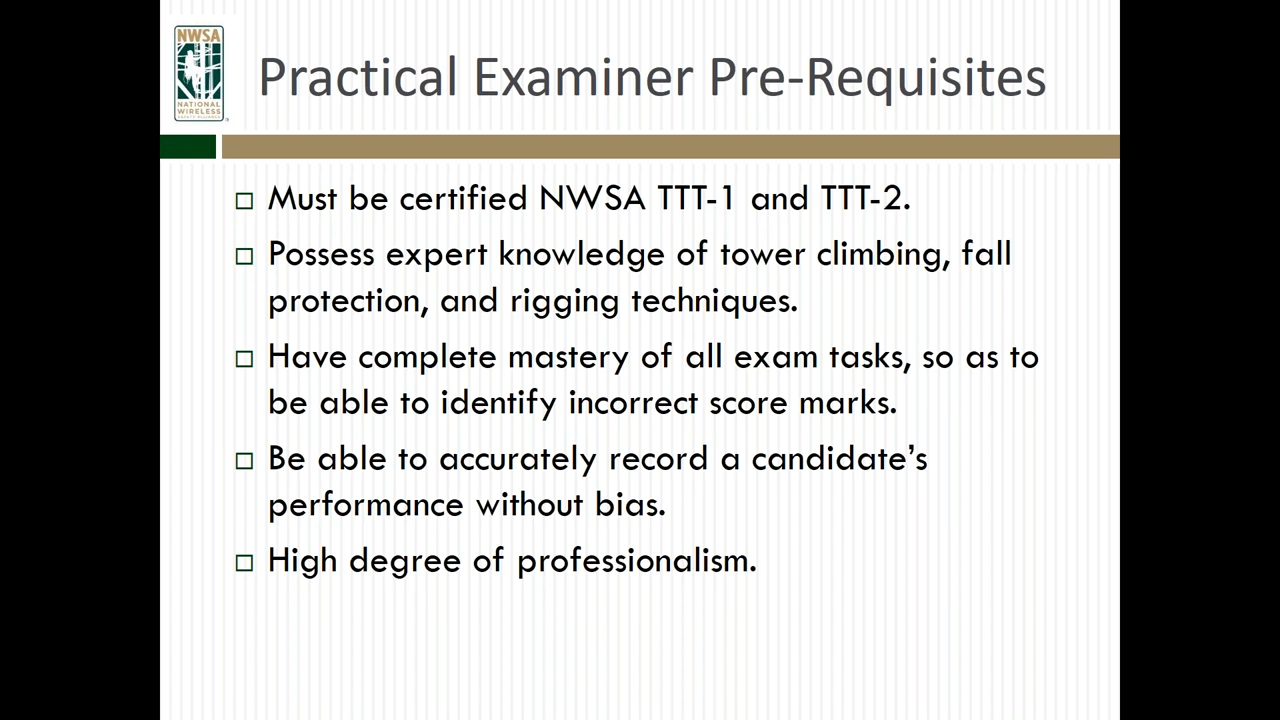 NWSA
NATIONAL
WIRELESS
SAFETY ALLIANCE
Practical Examiner Pre-Requisites
Must be certified NWSA TTT-1 and TTT-2.
Possess expert knowledge of tower climbing, fall
protection, and rigging techniques.
Have complete mastery of all exam tasks, so as to
be able to identify incorrect score marks.
Be able to accurately record a candidate’s
performance without bias.
High degree of professionalism.